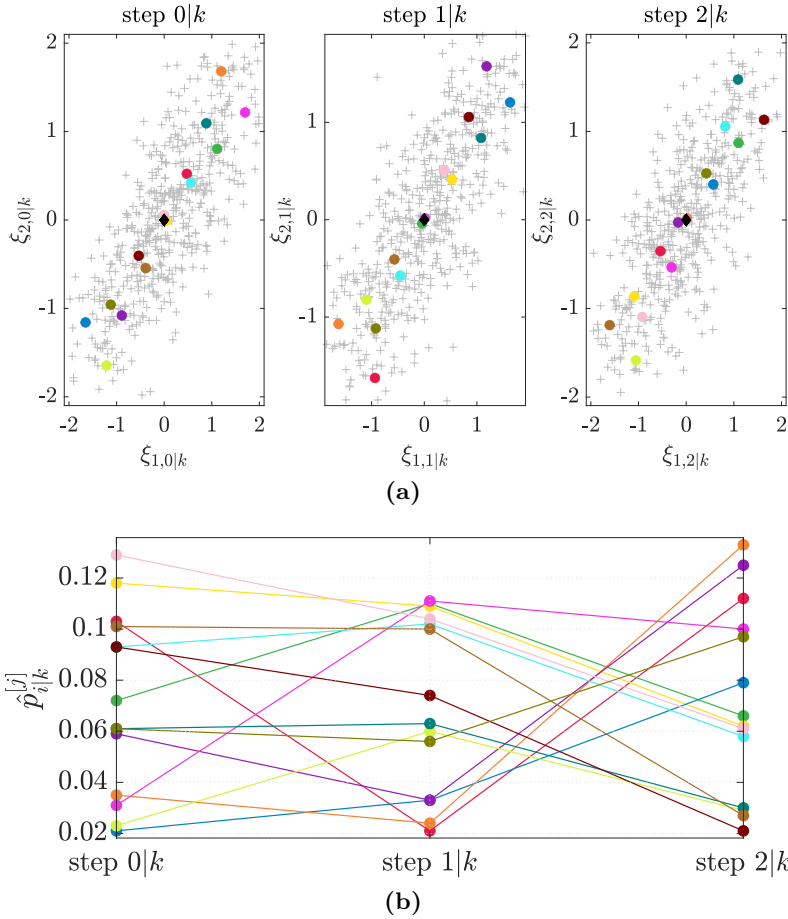 step 0|k step 1|k step 2|k
2 1 0 -1 -2
ξ2,0|k
-2 -1 0 1 2
ξ1,0|k
1 0 -1
ξ2,1|k
-1 0 1
ξ1,1|k
2 1 0 -1 -2
ξ2,2|k
-2 -1 0 1 2
ξ1,2|k
(a)
0.12
0.1
0.08
0.06
0.04
0.02
p̂[j]i|k
step 0|k step 1|k step 2|k
(b)